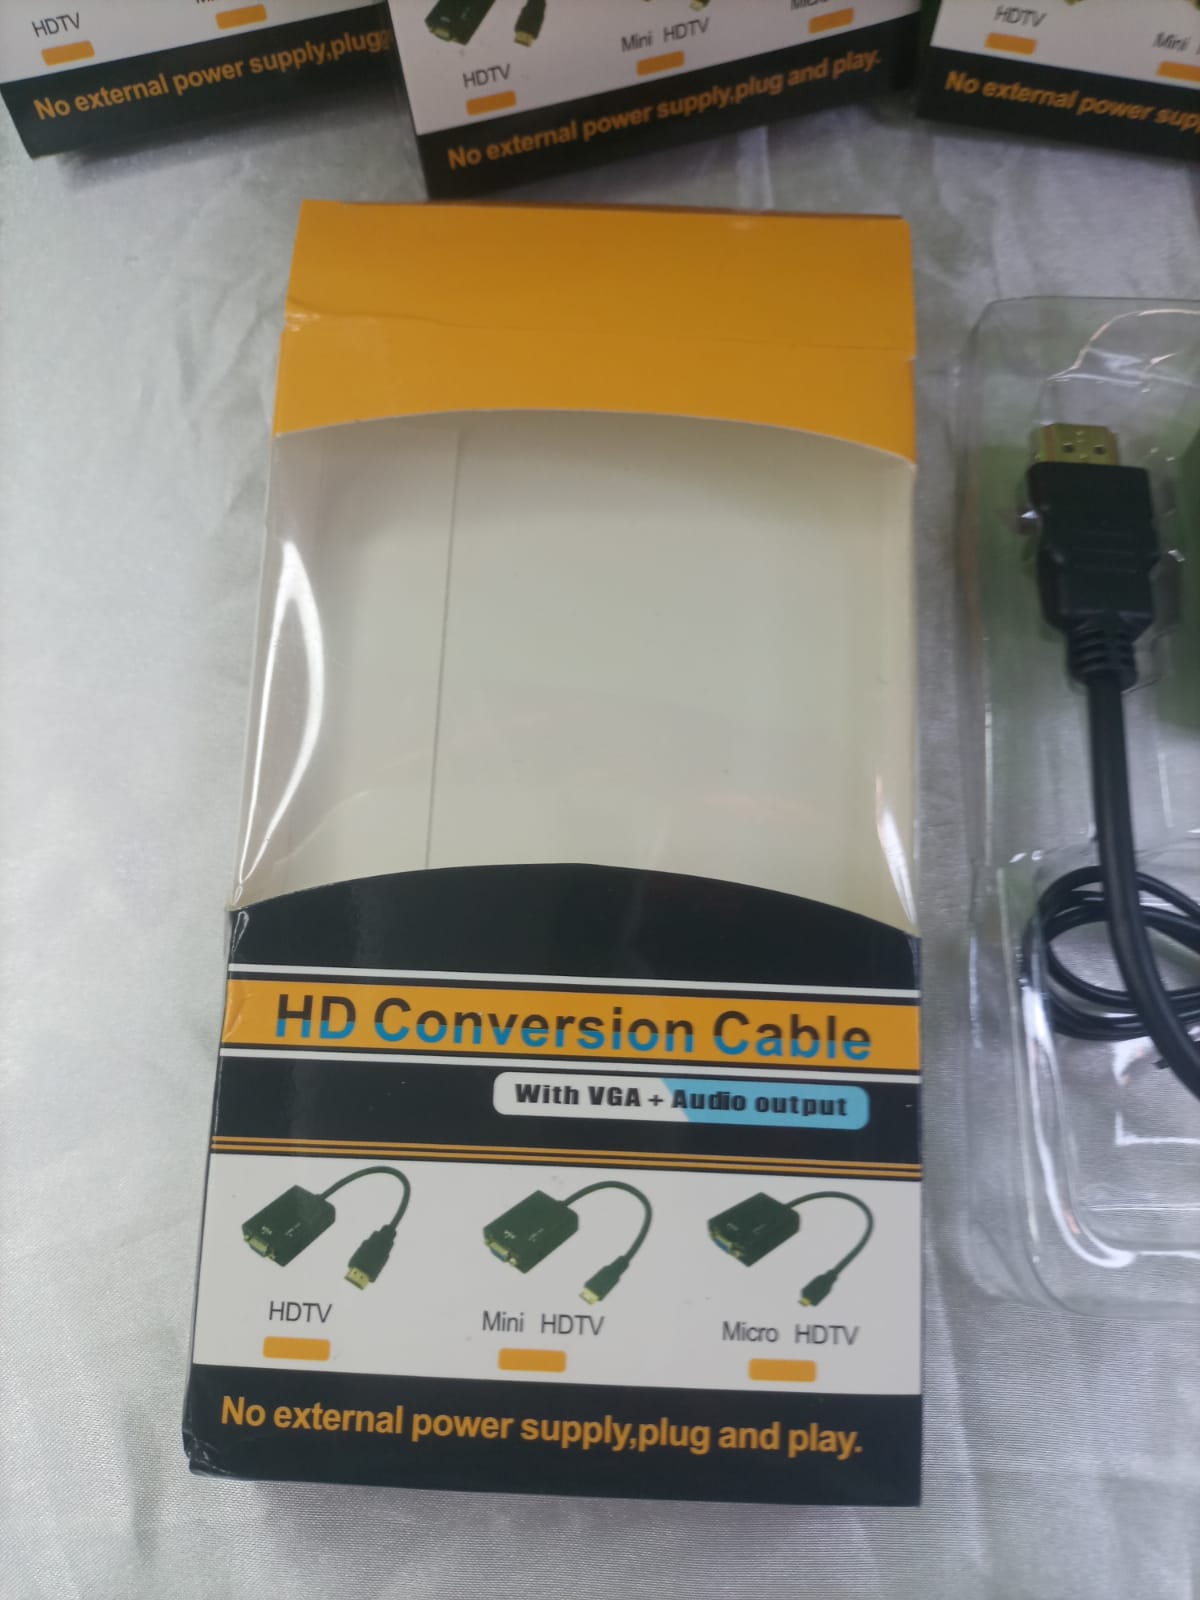 HDTV
No external power supply,plug
Mini HDTV
HDTV
No external power supply,plug and play.
HDTV
Mini
No external power sup
HD Conversion Cable
With VGA + Audio output
HDTV
Mini HDTV
Micro HDTV
No external power supply,plug and play.